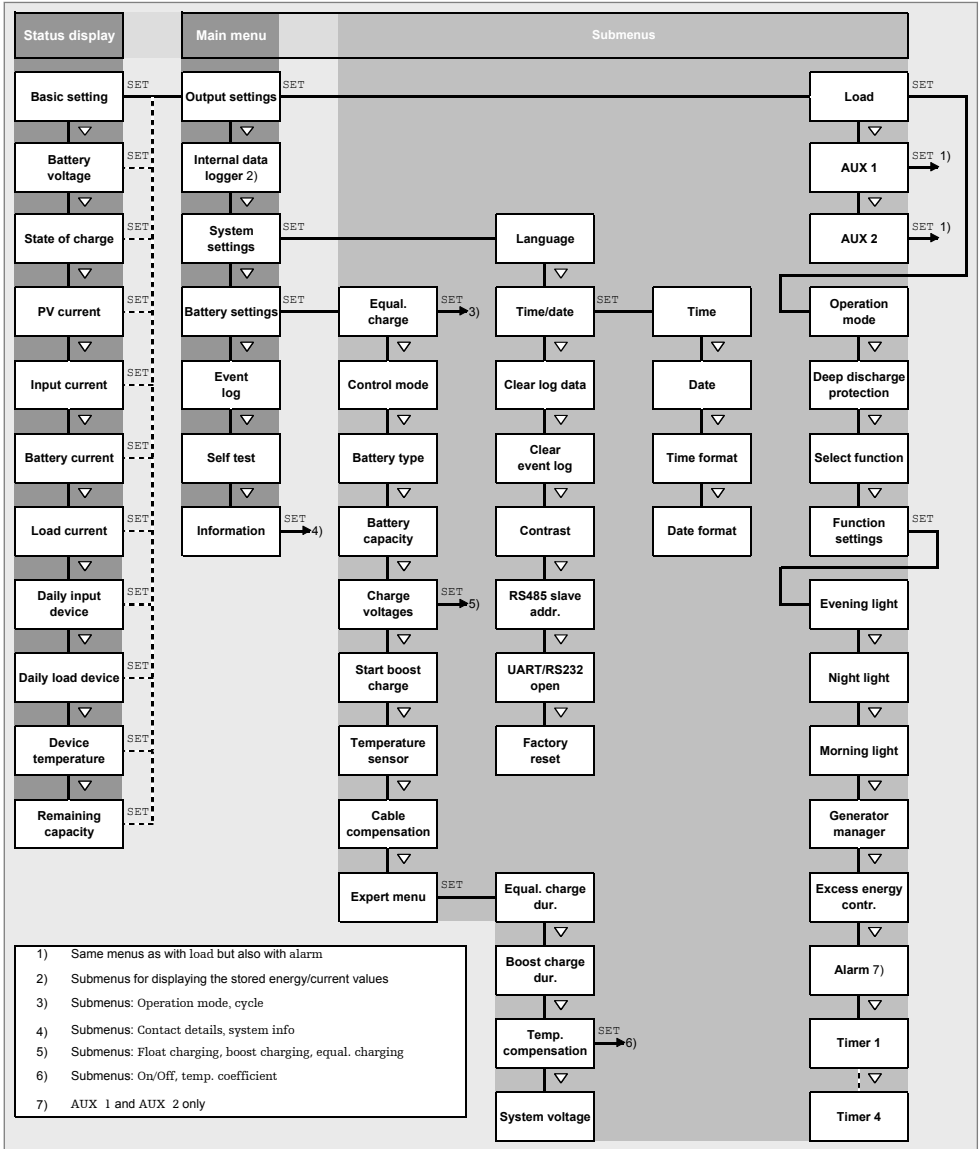 Status display
Main menu
Submenus
Basic setting
SET
Battery
voltage
SET
State of charge
SET
PV current
SET
Input current
SET
Battery current
SET
Load current
SET
Daily input
device
SET
Daily load device
SET
Device
temperature
SET
Remaining
capacity
SET
Output settings
SET
Internal data
logger 2)
System
settings
SET
Battery settings
SET
Event
log
Self test
Information
SET
4)
Equal.
charge
SET
3)
Control mode
Battery type
Battery
capacity
Charge
voltages
SET
5)
Start boost
charge
Temperature
sensor
Cable
compensation
Expert menu
SET
Language
Time/date
SET
Clear log data
Clear
event log
Contrast
RS485 slave
addr.
UART/RS232
open
Factory
reset
Equal. charge
dur.
Boost charge
dur.
Temp.
compensation
SET
6)
System voltage
Time
Date
Time format
Date format
Load
SET
AUX 1
SET 1)
AUX 2
SET 1)
Operation
mode
Deep discharge
protection
Select function
Function
settings
SET
Evening light
Night light
Morning light
Generator
manager
Excess energy
contr.
Alarm 7)
Timer 1
Timer 4
1) Same menus as with load but also with alarm
2) Submenus for displaying the stored energy/current values
3) Submenus: Operation mode, cycle
4) Submenus: Contact details, system info
5) Submenus: Float charging, boost charging, equal. charging
6) Submenus: On/Off, temp. coefficient
7) AUX 1 and AUX 2 only